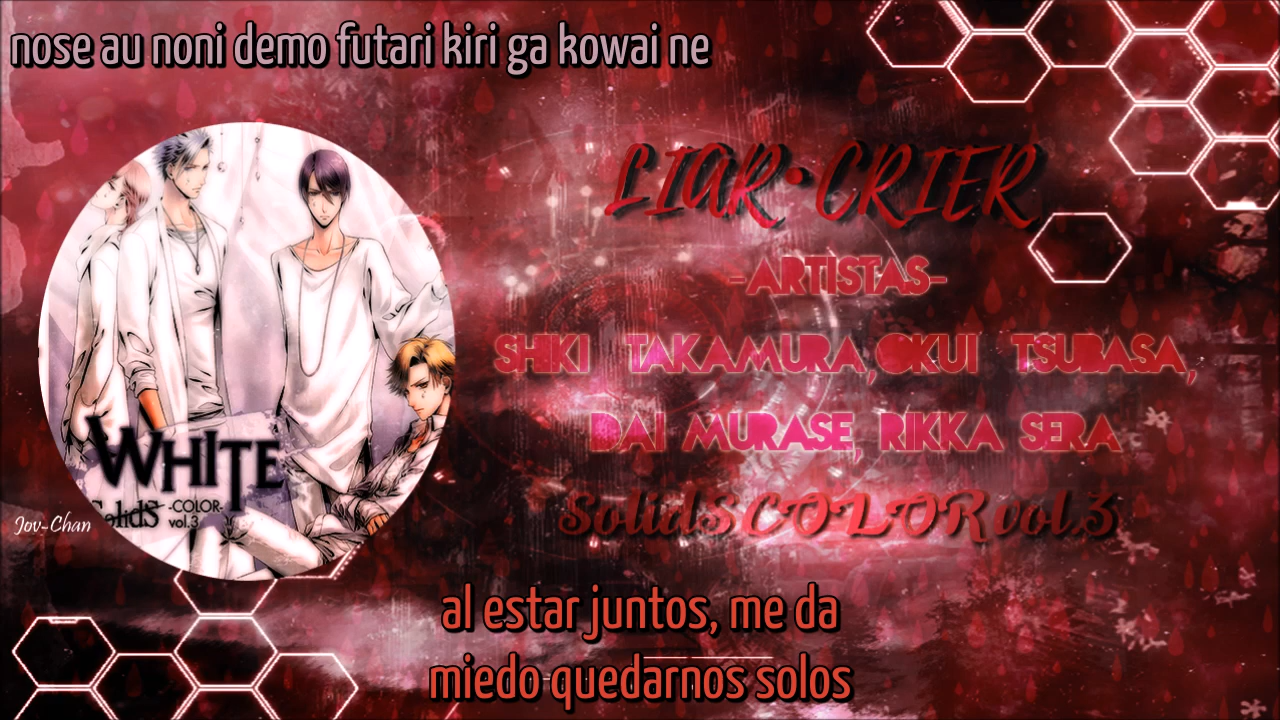 nose au noni demo futari kiri ga kowai ne
LIAR•CRIER
-ARTISTAS-
SHIKI TAKAMURA, OKUI TSUBASA,
DAI MURASE, RIKKA SERA
SolidS COLOR vol.3
WHITE
SolidS -COLOR- vol.3
Jov-Chan
al estar juntos, me da
miedo quedarnos solos